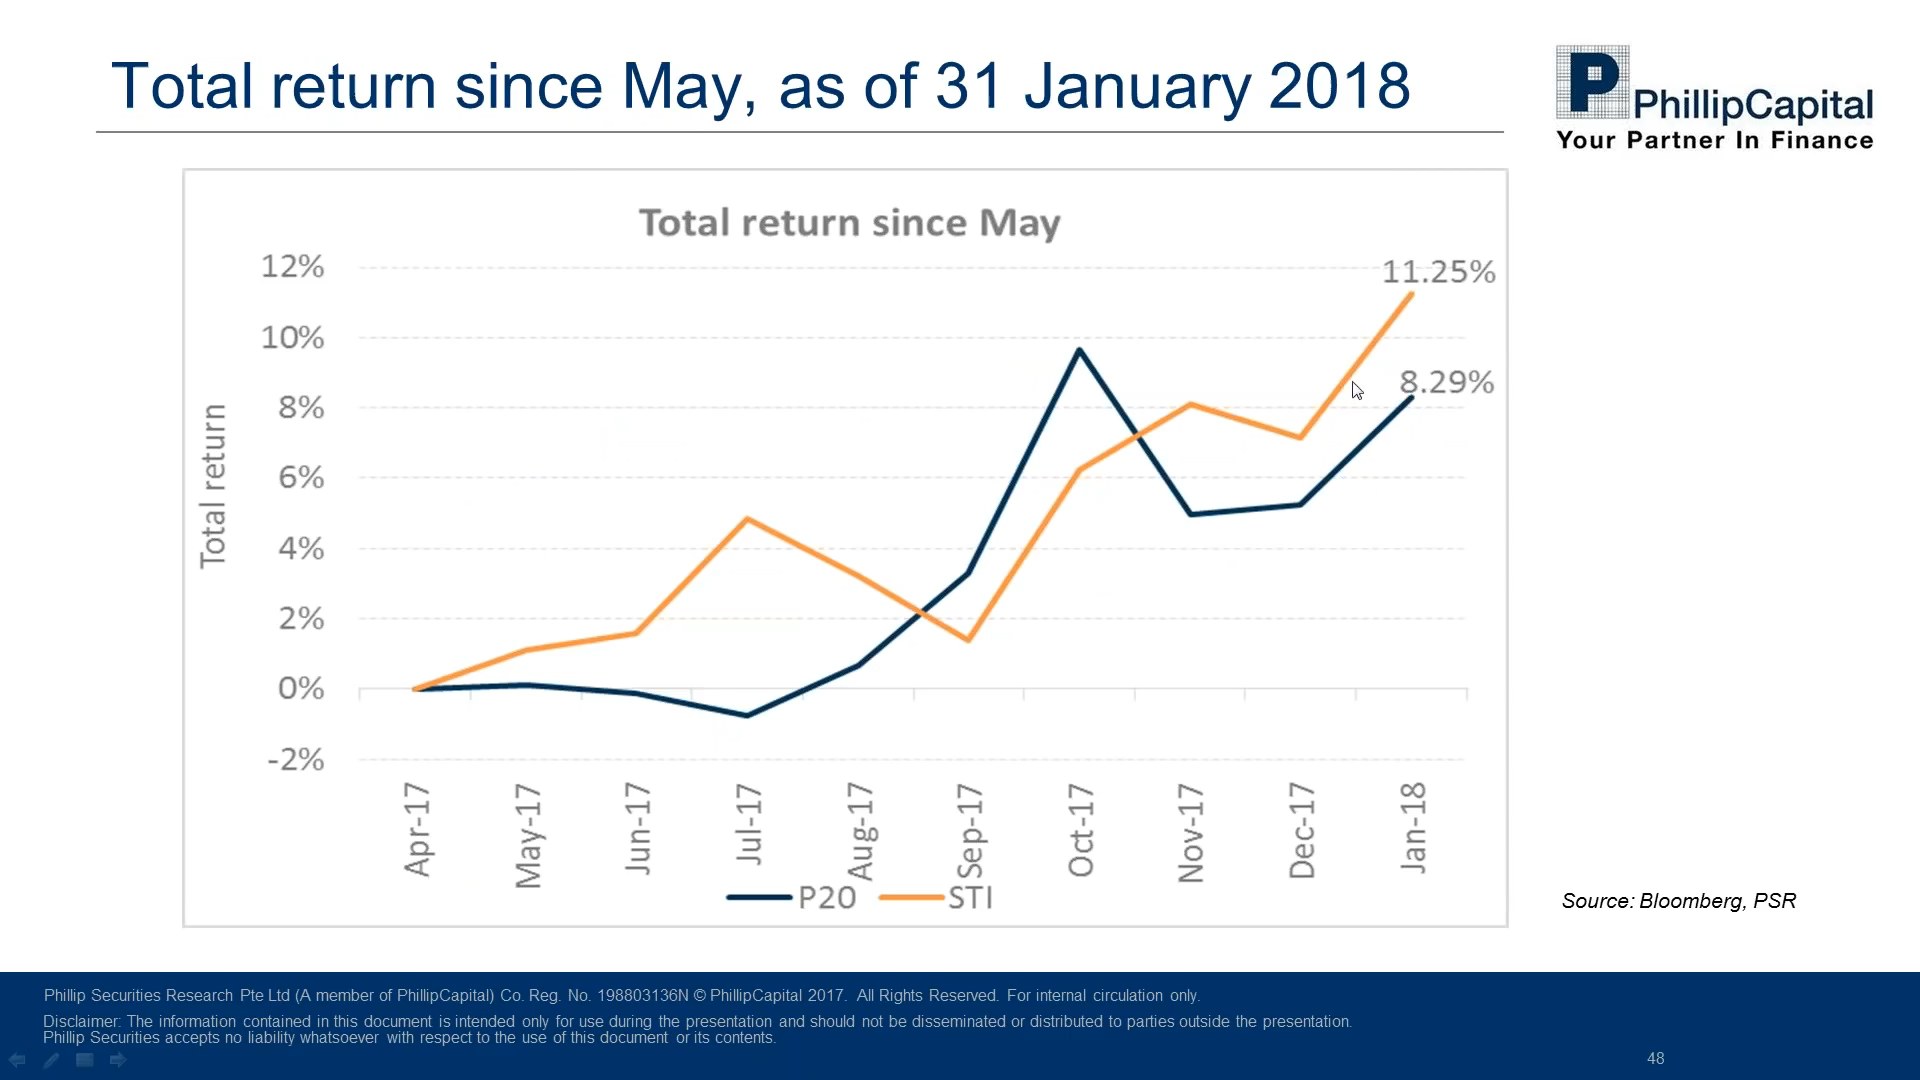 Total return since May, as of 31 January 2018
P
PhillipCapital
Your Partner In Finance
Total return since May
12%
10%
8%
6%
4%
2%
0%
-2%
Total return
11.25%
8.29%
Apr-17
May-17
Jun-17
Jul-17
Aug-17
Sep-17
Oct-17
Nov-17
Dec-17
Jan-18
P20
STI
Source: Bloomberg, PSR
Phillip Securities Research Pte Ltd (A member of PhillipCapital) Co. Reg. No. 198803136N © PhillipCapital 2017. All Rights Reserved. For internal circulation only.
Disclaimer: The information contained in this document is intended only for use during the presentation and should not be disseminated or distributed to parties outside the presentation.
Phillip Securities accepts no liability whatsoever with respect to the use of this document or its contents.
48